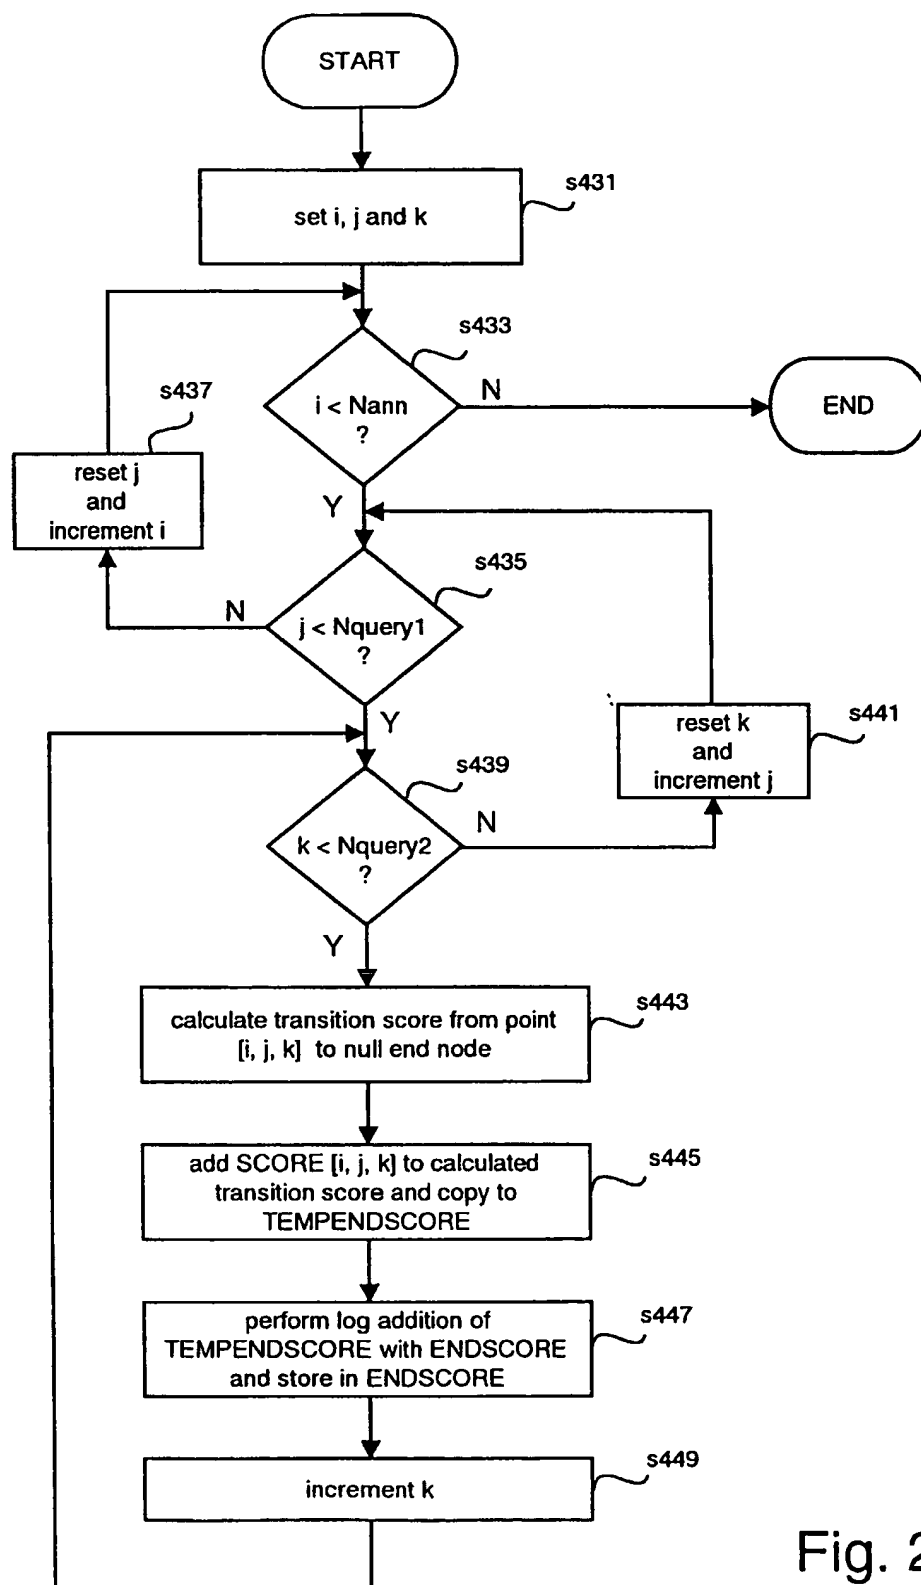 START
s431
set i, j and k
s433
i < Nann
?
N
END
s437
reset j
and
increment i
Y
s435
j < Nquery1
?
N
Y
s441
reset k
and
increment j
s439
k < Nquery2
?
N
Y
s443
calculate transition score from point
[i, j, k] to null end node
s445
add SCORE [i, j, k] to calculated
transition score and copy to
TEMPENDSCORE
s447
perform log addition of
TEMPENDSCORE with ENDSCORE
and store in ENDSCORE
s449
increment k
Fig. 2